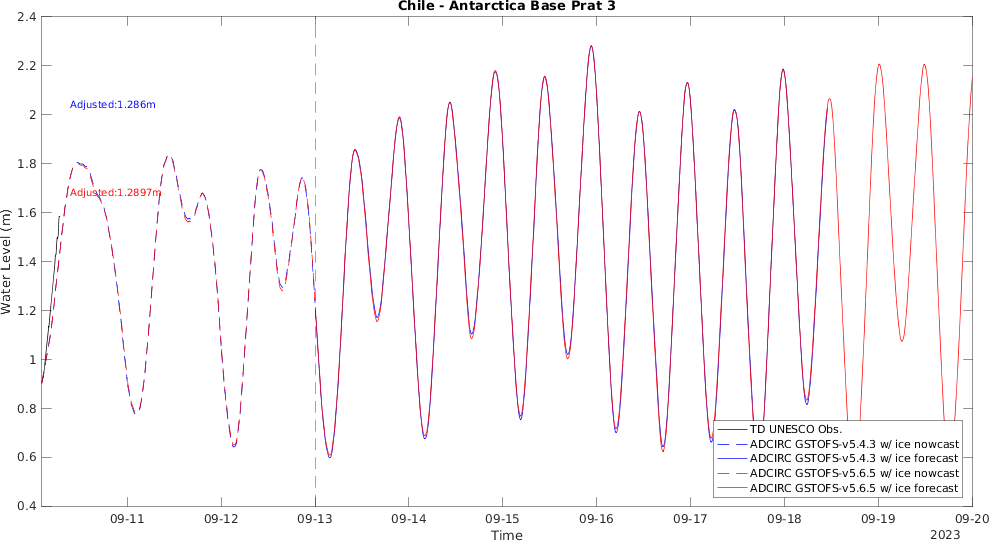 Chile - Antarctica Base Prat 3
2.4
2.2
2
1.8
1.6
1.4
1.2
1
0.8
0.6
0.4
Water Level (m)
Adjusted:1.286m
Adjusted:1.2897m
TD UNESCO Obs.
ADCIRC GSTOFS-v5.4.3 w/ ice nowcast
ADCIRC GSTOFS-v5.4.3 w/ ice forecast
ADCIRC GSTOFS-v5.6.5 w/ ice nowcast
ADCIRC GSTOFS-v5.6.5 w/ ice forecast
09-11 09-12 09-13 09-14 09-15 09-16 09-17 09-18 09-19 09-20
Time
2023